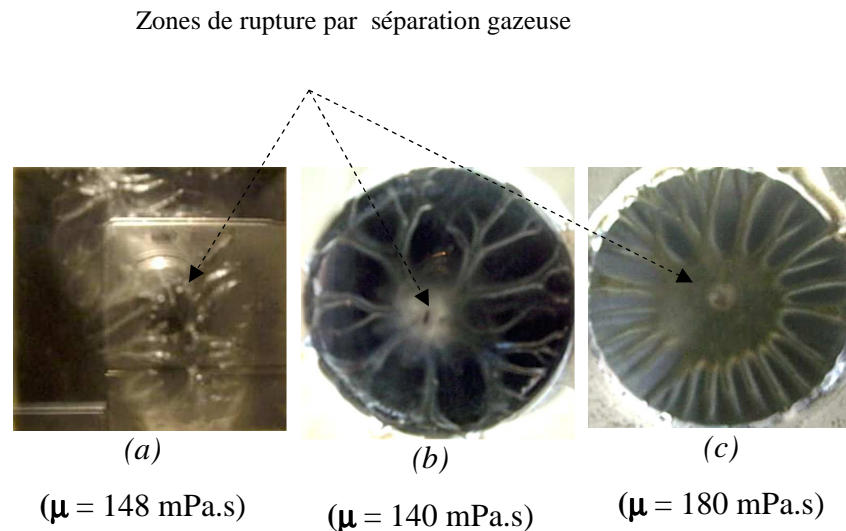 Zones de rupture par séparation gazeuse
(a)
(b)
(c)
(μ = 148 mPa.s)
(μ = 140 mPa.s)
(μ = 180 mPa.s)